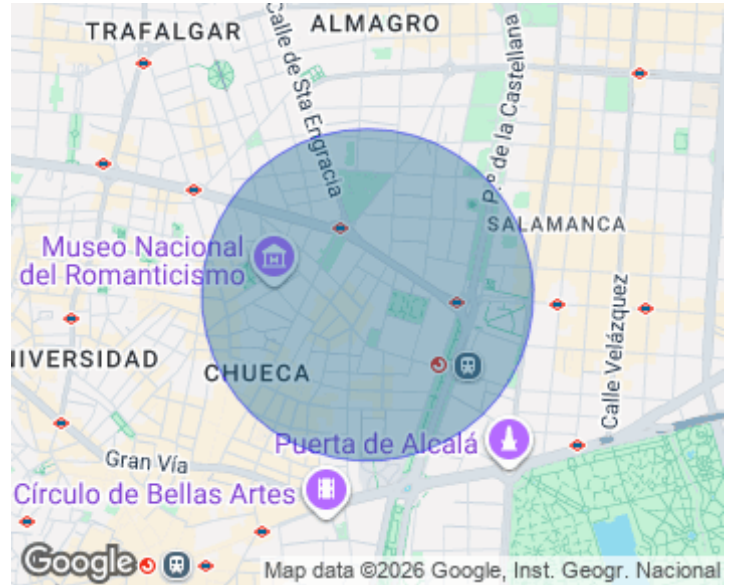 TRAFALGAR
ALMAGRO
Calle de Sta Engracia
P.º de la Castellana
SALAMANCA
Museo Nacional
del Romanticismo
Calle Velázquez
NIVERSIDAD
CHUECA
Puerta de Alcalá
Gran Vía
Círculo de Bellas Artes
Google
Map data ©2026 Google, Inst. Geogr. Nacional